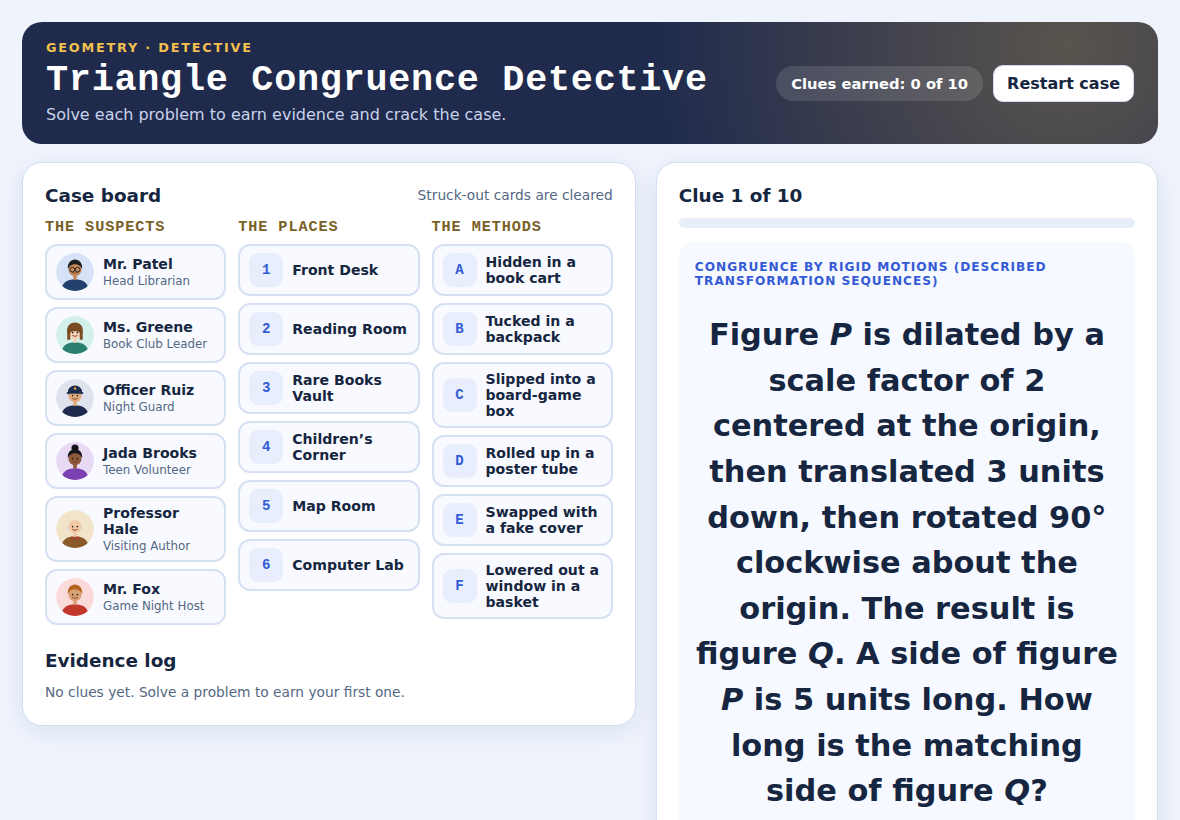 GEOMETRY · DETECTIVE
Triangle Congruence Detective
Solve each problem to earn evidence and crack the case.
Clues earned: 0 of 10
Restart case
Case board
Struck-out cards are cleared
THE SUSPECTS
Mr. Patel
Head Librarian
Ms. Greene
Book Club Leader
Officer Ruiz
Night Guard
Jada Brooks
Teen Volunteer
Professor
Hale
Visiting Author
Mr. Fox
Game Night Host
THE PLACES
1 Front Desk
2 Reading Room
3 Rare Books
Vault
4 Children’s
Corner
5 Map Room
6 Computer Lab
THE METHODS
A Hidden in a
book cart
B Tucked in a
backpack
C Slipped into a
board-game
box
D Rolled up in a
poster tube
E Swapped with
a fake cover
F Lowered out a
window in a
basket
Evidence log
No clues yet. Solve a problem to earn your first one.
Clue 1 of 10
CONGRUENCE BY RIGID MOTIONS (DESCRIBED
TRANSFORMATION SEQUENCES)
Figure P is dilated by a
scale factor of 2
centered at the origin,
then translated 3 units
down, then rotated 90°
clockwise about the
origin. The result is
figure Q. A side of figure
P is 5 units long. How
long is the matching
side of figure Q?